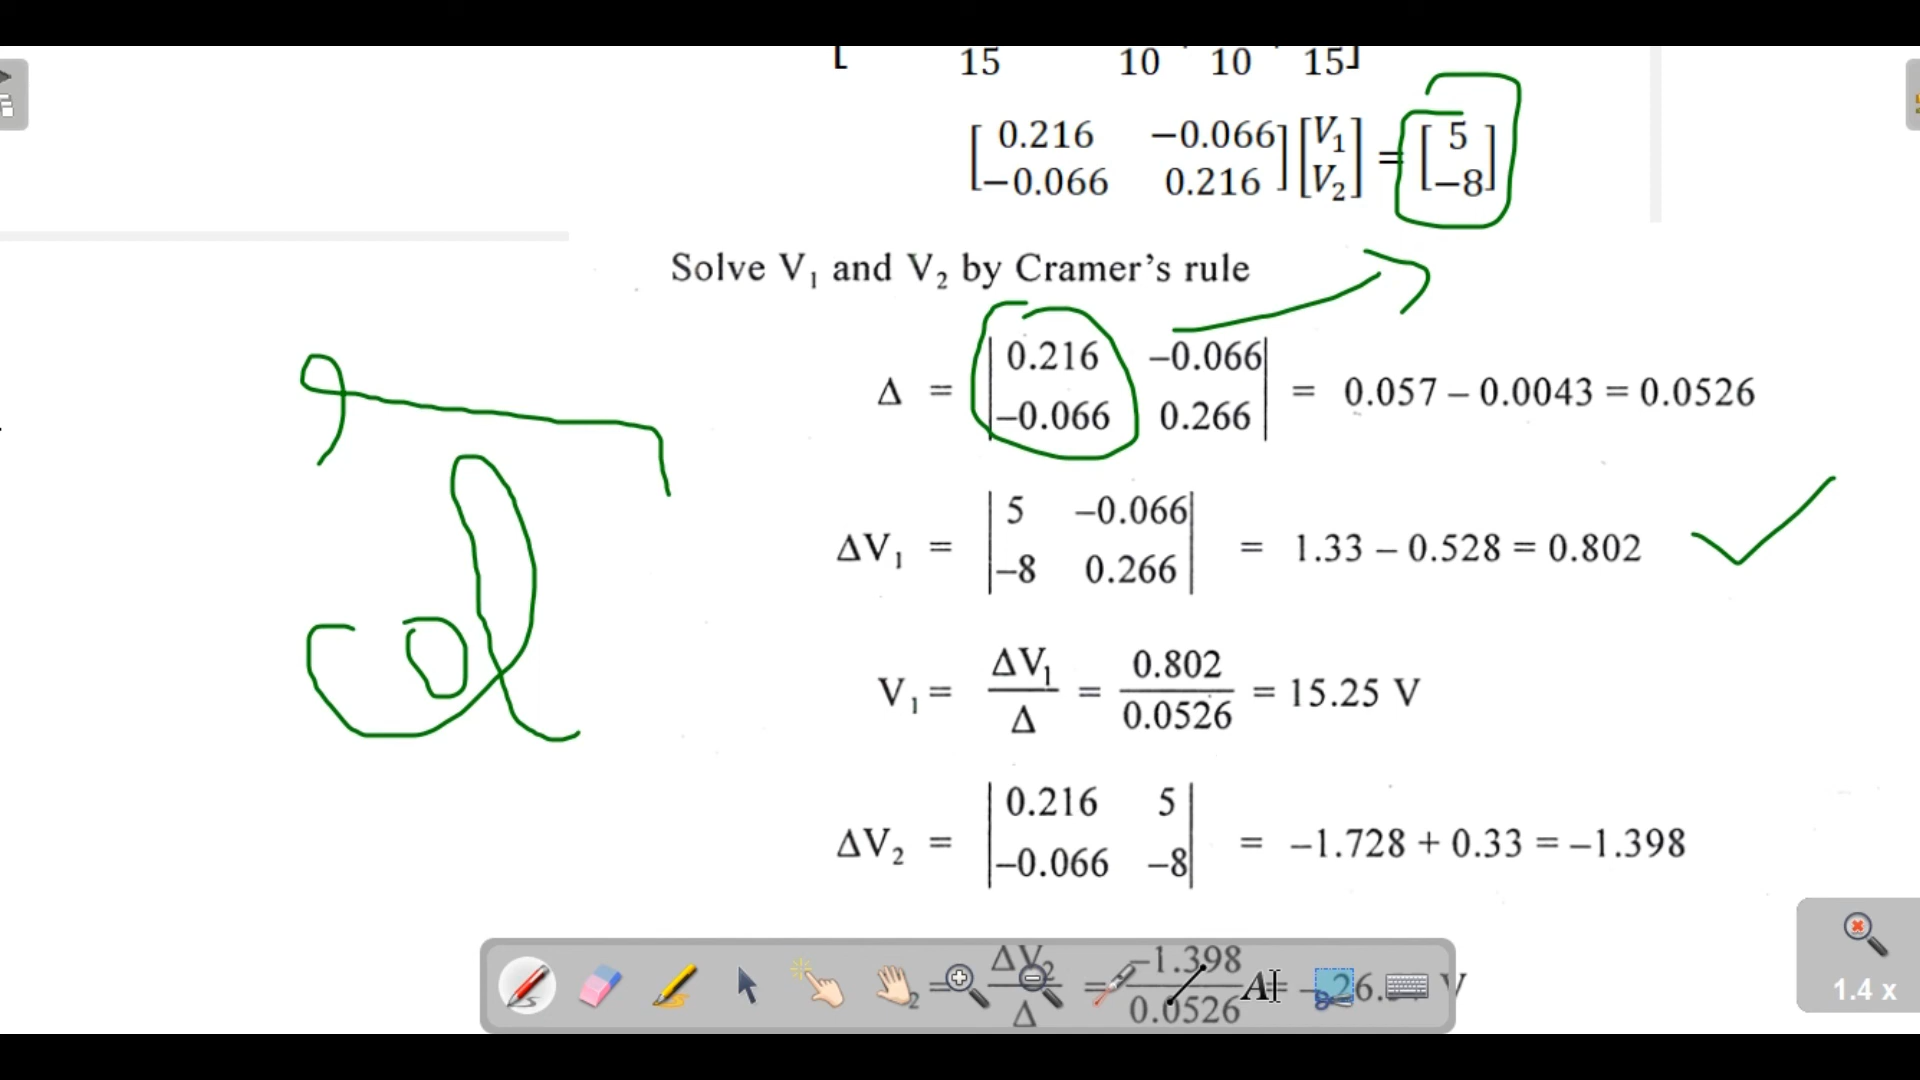 [ 15 10 10 15]
[0.216 −0.066
−0.066 0.216] [V₁
V₂] = [5
−8]
Solve V₁ and V₂ by Cramer's rule
Δ = |0.216 −0.066
−0.066 0.266| = 0.057 – 0.0043 = 0.0526
ΔV₁ = |5 –0.066
–8 0.266| = 1.33 – 0.528 = 0.802
V₁ = ΔV₁/Δ = 0.802/0.0526 = 15.25 V
ΔV₂ = |0.216 5
–0.066 –8| = –1.728 + 0.33 = –1.398
₂ = ΔV₂/Δ = –1.398/0.0526 = –26. V
1.4 x